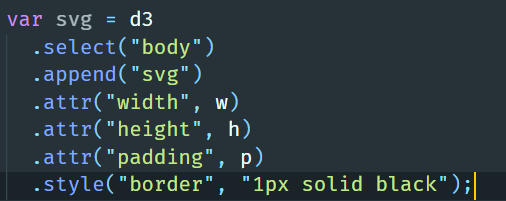 var svg = d3
  .select("body")
  .append("svg")
  .attr("width", w)
  .attr("height", h)
  .attr("padding", p)
  .style("border", "1px solid black");